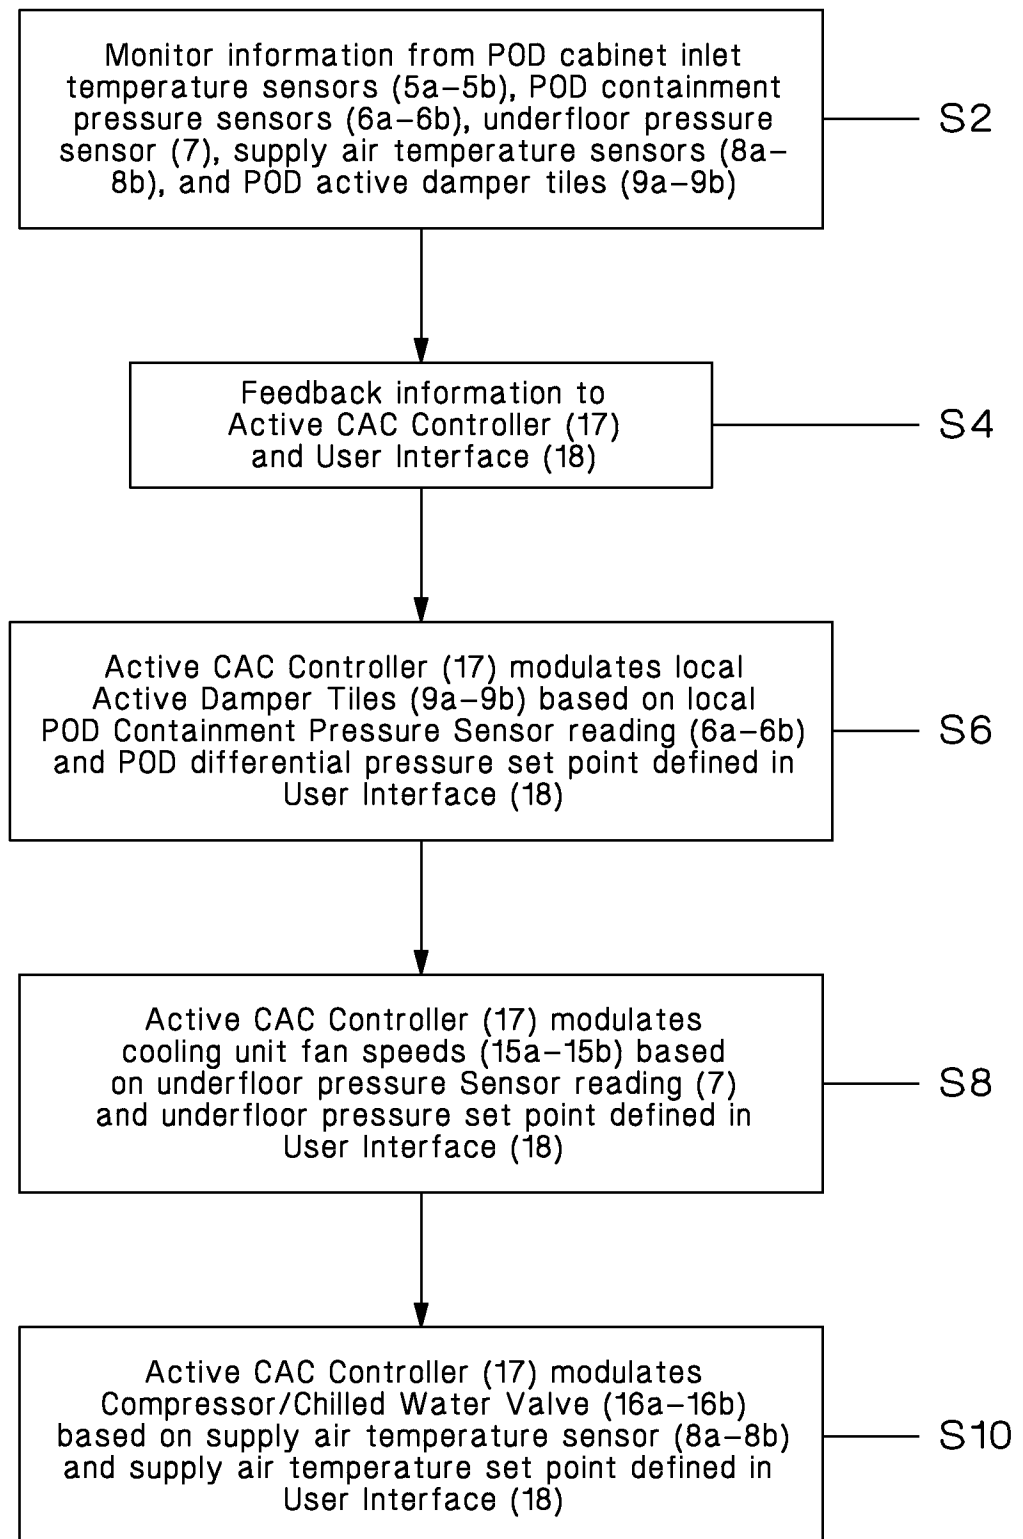 Monitor information from POD cabinet inlet
temperature sensors (5a-5b), POD containment
pressure sensors (6a-6b), underfloor pressure
sensor (7), supply air temperature sensors (8a-
8b), and POD active damper tiles (9a-9b)
S2
Feedback information to
Active CAC Controller (17)
and User Interface (18)
S4
Active CAC Controller (17) modulates local
Active Damper Tiles (9a-9b) based on local
POD Containment Pressure Sensor reading (6a-6b)
and POD differential pressure set point defined in
User Interface (18)
S6
Active CAC Controller (17) modulates
cooling unit fan speeds (15a-15b) based
on underfloor pressure Sensor reading (7)
and underfloor pressure set point defined in
User Interface (18)
S8
Active CAC Controller (17) modulates
Compressor/Chilled Water Valve (16a-16b)
based on supply air temperature sensor (8a-8b)
and supply air temperature set point defined in
User Interface (18)
S10